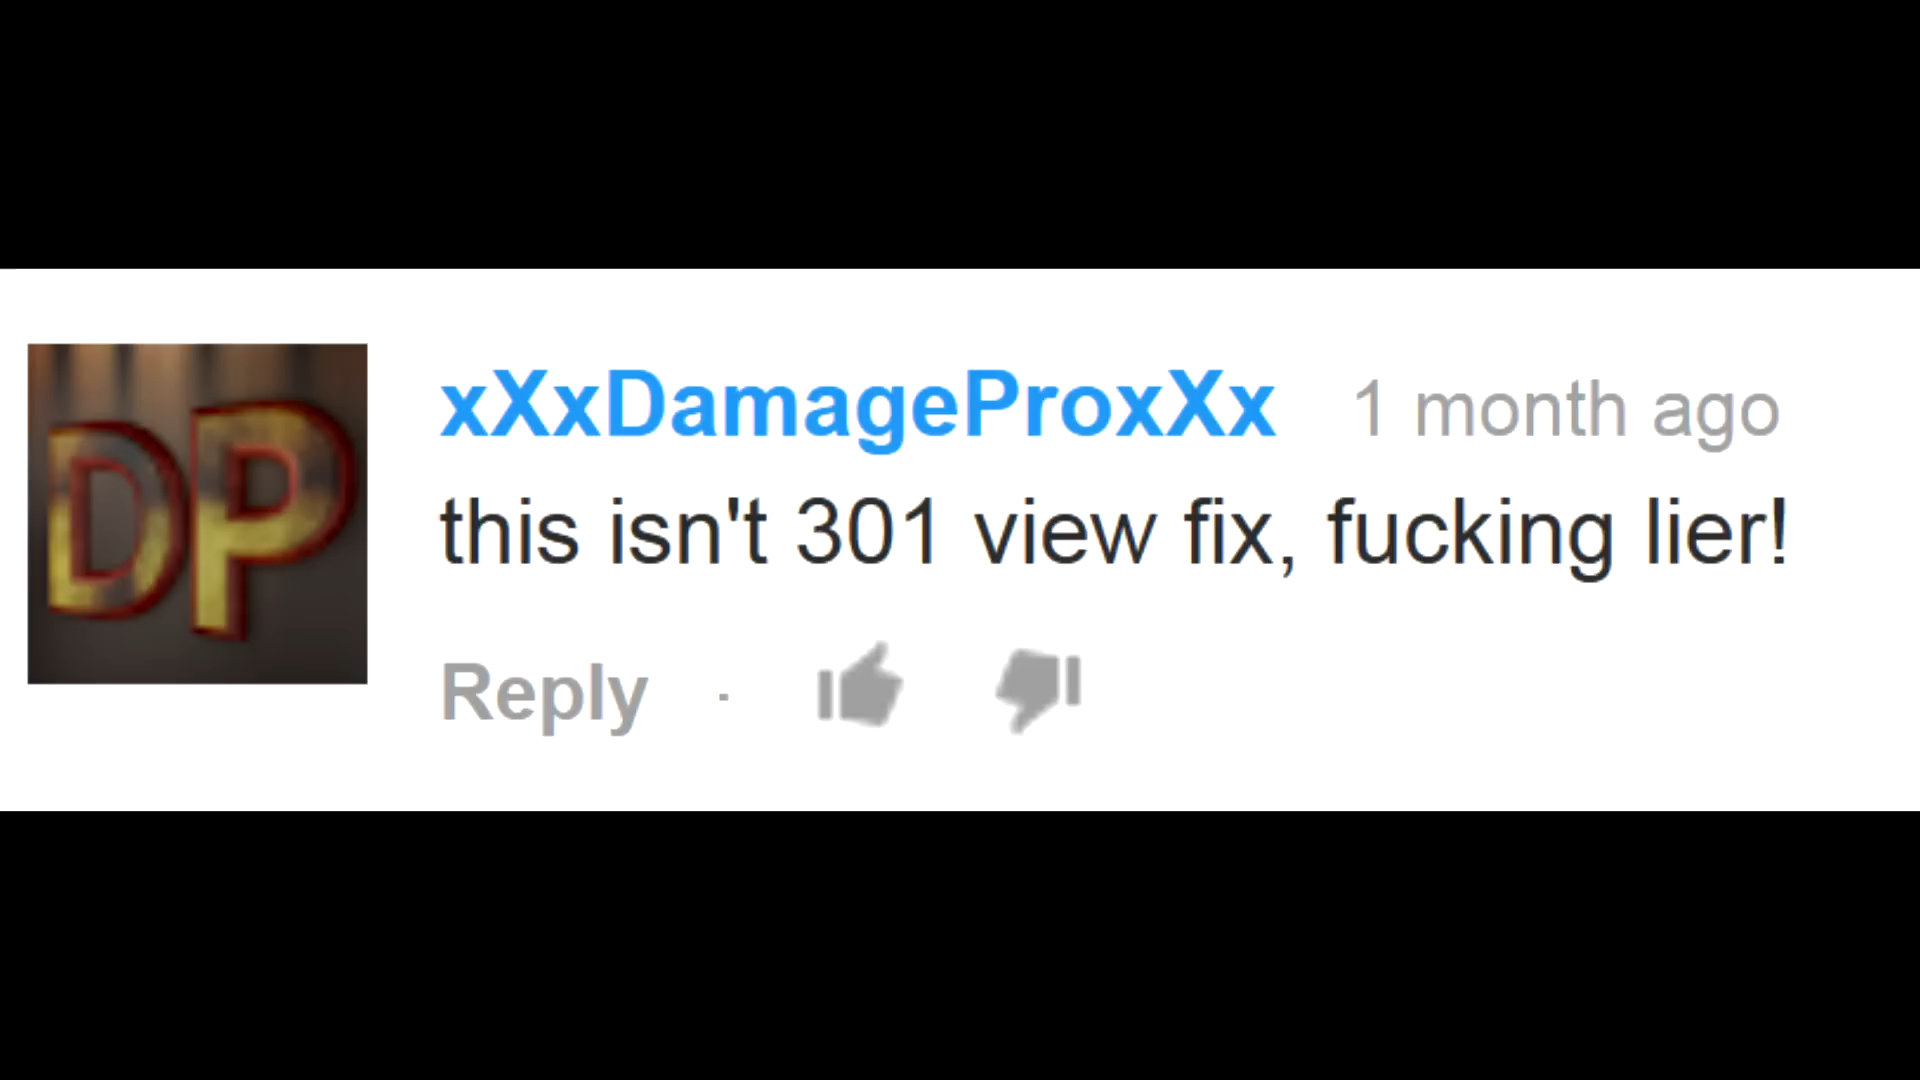 DP
xXxDamageProxXx 1 month ago
this isn't 301 view fix, fucking lier!
Reply ·